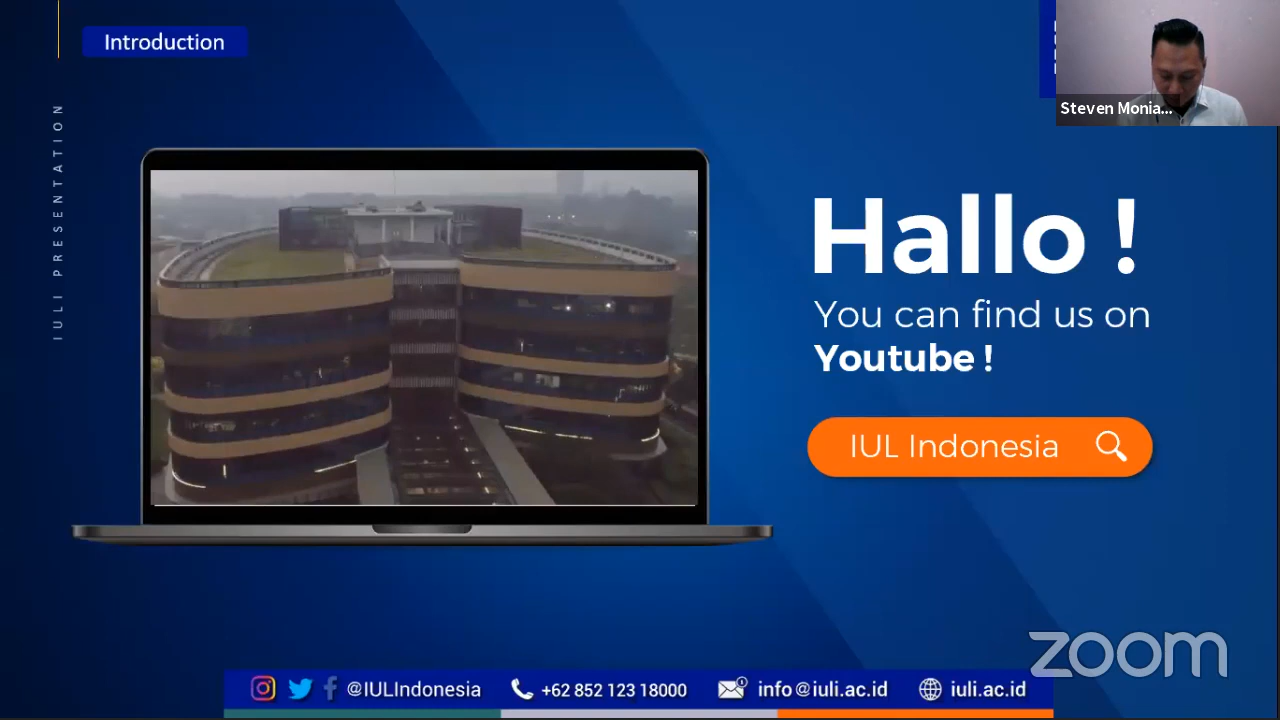 Introduction
Steven Monia...
IULI PRESENTATION
Hallo !
You can find us on
Youtube !
IUL Indonesia
zoom
@IULIndonesia
+62 852 123 18000
info@iuli.ac.id
iuli.ac.id